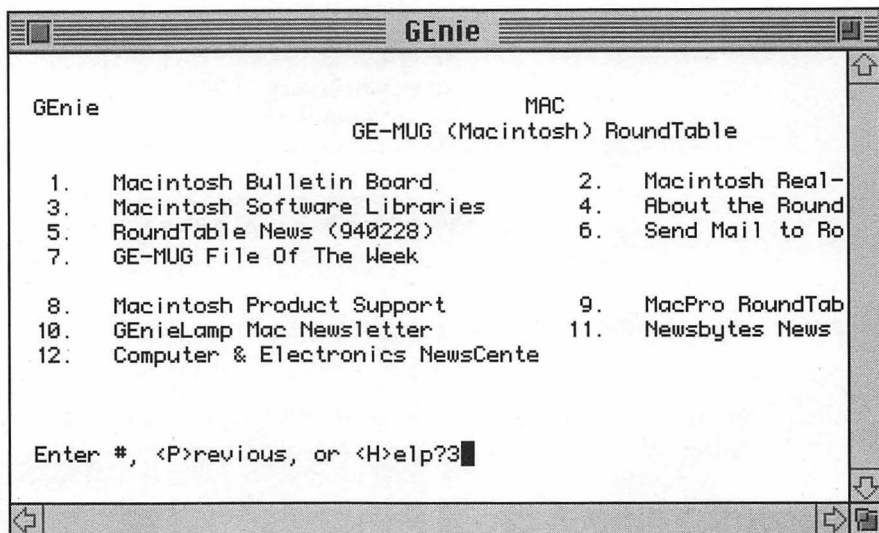 GEnie
GEnie MAC
GE-MUG (Macintosh) RoundTable
1. Macintosh Bulletin Board 2. Macintosh Real-
3. Macintosh Software Libraries 4. About the Round
5. RoundTable News (940228) 6. Send Mail to Ro
7. GE-MUG File Of The Week
8. Macintosh Product Support 9. MacPro RoundTab
10. GEnieLamp Mac Newsletter 11. Newsbytes News
12. Computer & Electronics NewsCente
Enter #, <P>revious, or <H>elp?3